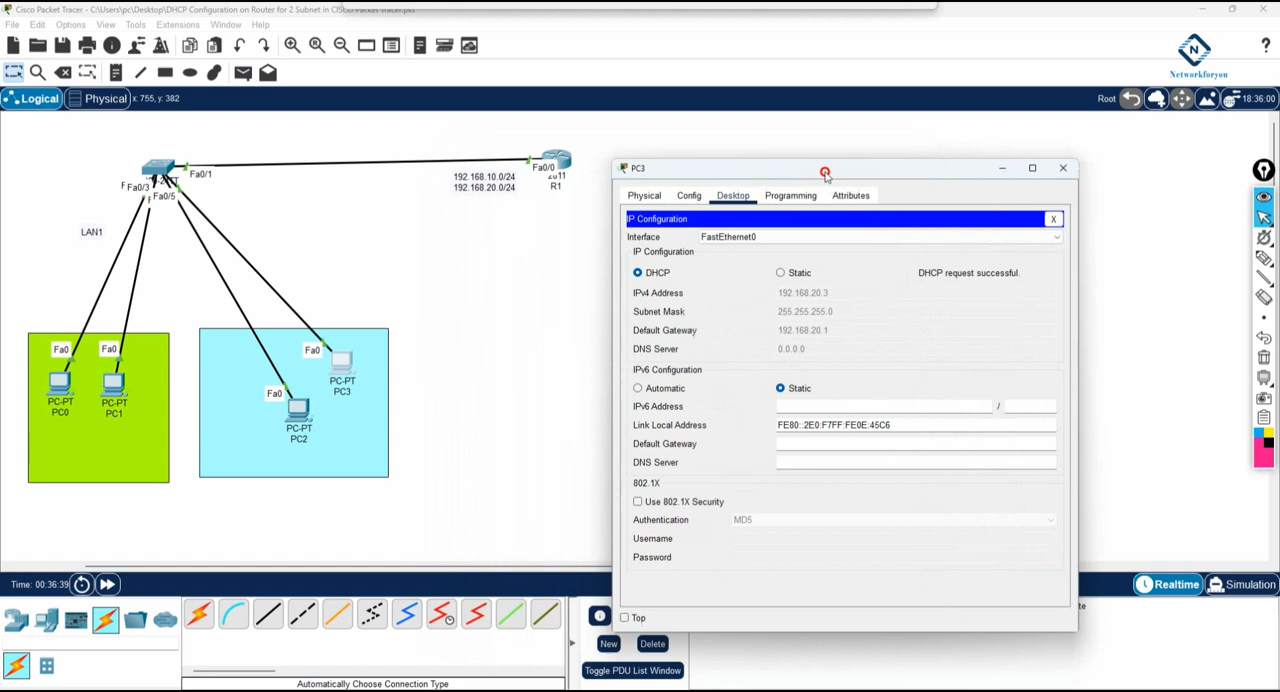 Cisco Packet Tracer - C:\Users\pc\Desktop\DHCP Configuration on Router for 2 Subnet in CISCO Packet Tracer.pkt
File Edit Options View Tools Extensions Window Help
?
N
Networkforyou
Logical Physical x: 755, y: 382
Root 18:36:00
Fa0/1
Fa0/0
Fa0/3
Fa0/5
192.168.10.0/24
192.168.20.0/24
2811
R1
LAN1
Fa0 Fa0
PC-PT
PC0
PC-PT
PC1
Fa0
PC-PT
PC3
Fa0
PC-PT
PC2
PC3
Physical Config Desktop Programming Attributes
IP Configuration X
Interface FastEthernet0
IP Configuration
DHCP Static DHCP request successful.
IPv4 Address 192.168.20.3
Subnet Mask 255.255.255.0
Default Gateway 192.168.20.1
DNS Server 0.0.0.0
IPv6 Configuration
Automatic Static
IPv6 Address /
Link Local Address FE80::2E0:F7FF:FE0E:45C6
Default Gateway
DNS Server
802.1X
Use 802.1X Security
Authentication MD5
Username
Password
Top
Time: 00:36:39 Realtime Simulation
New Delete
Toggle PDU List Window
Automatically Choose Connection Type